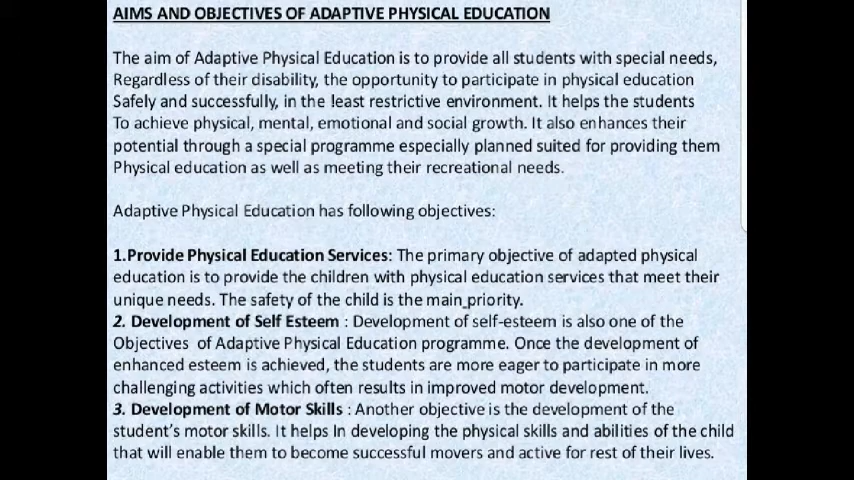 AIMS AND OBJECTIVES OF ADAPTIVE PHYSICAL EDUCATION
The aim of Adaptive Physical Education is to provide all students with special needs,
Regardless of their disability, the opportunity to participate in physical education
Safely and successfully, in the least restrictive environment. It helps the students
To achieve physical, mental, emotional and social growth. It also enhances their
potential through a special programme especially planned suited for providing them
Physical education as well as meeting their recreational needs.
Adaptive Physical Education has following objectives:
1.Provide Physical Education Services: The primary objective of adapted physical
education is to provide the children with physical education services that meet their
unique needs. The safety of the child is the main_priority.
2. Development of Self Esteem : Development of self-esteem is also one of the
Objectives of Adaptive Physical Education programme. Once the development of
enhanced esteem is achieved, the students are more eager to participate in more
challenging activities which often results in improved motor development.
3. Development of Motor Skills : Another objective is the development of the
student's motor skills. It helps In developing the physical skills and abilities of the child
that will enable them to become successful movers and active for rest of their lives.